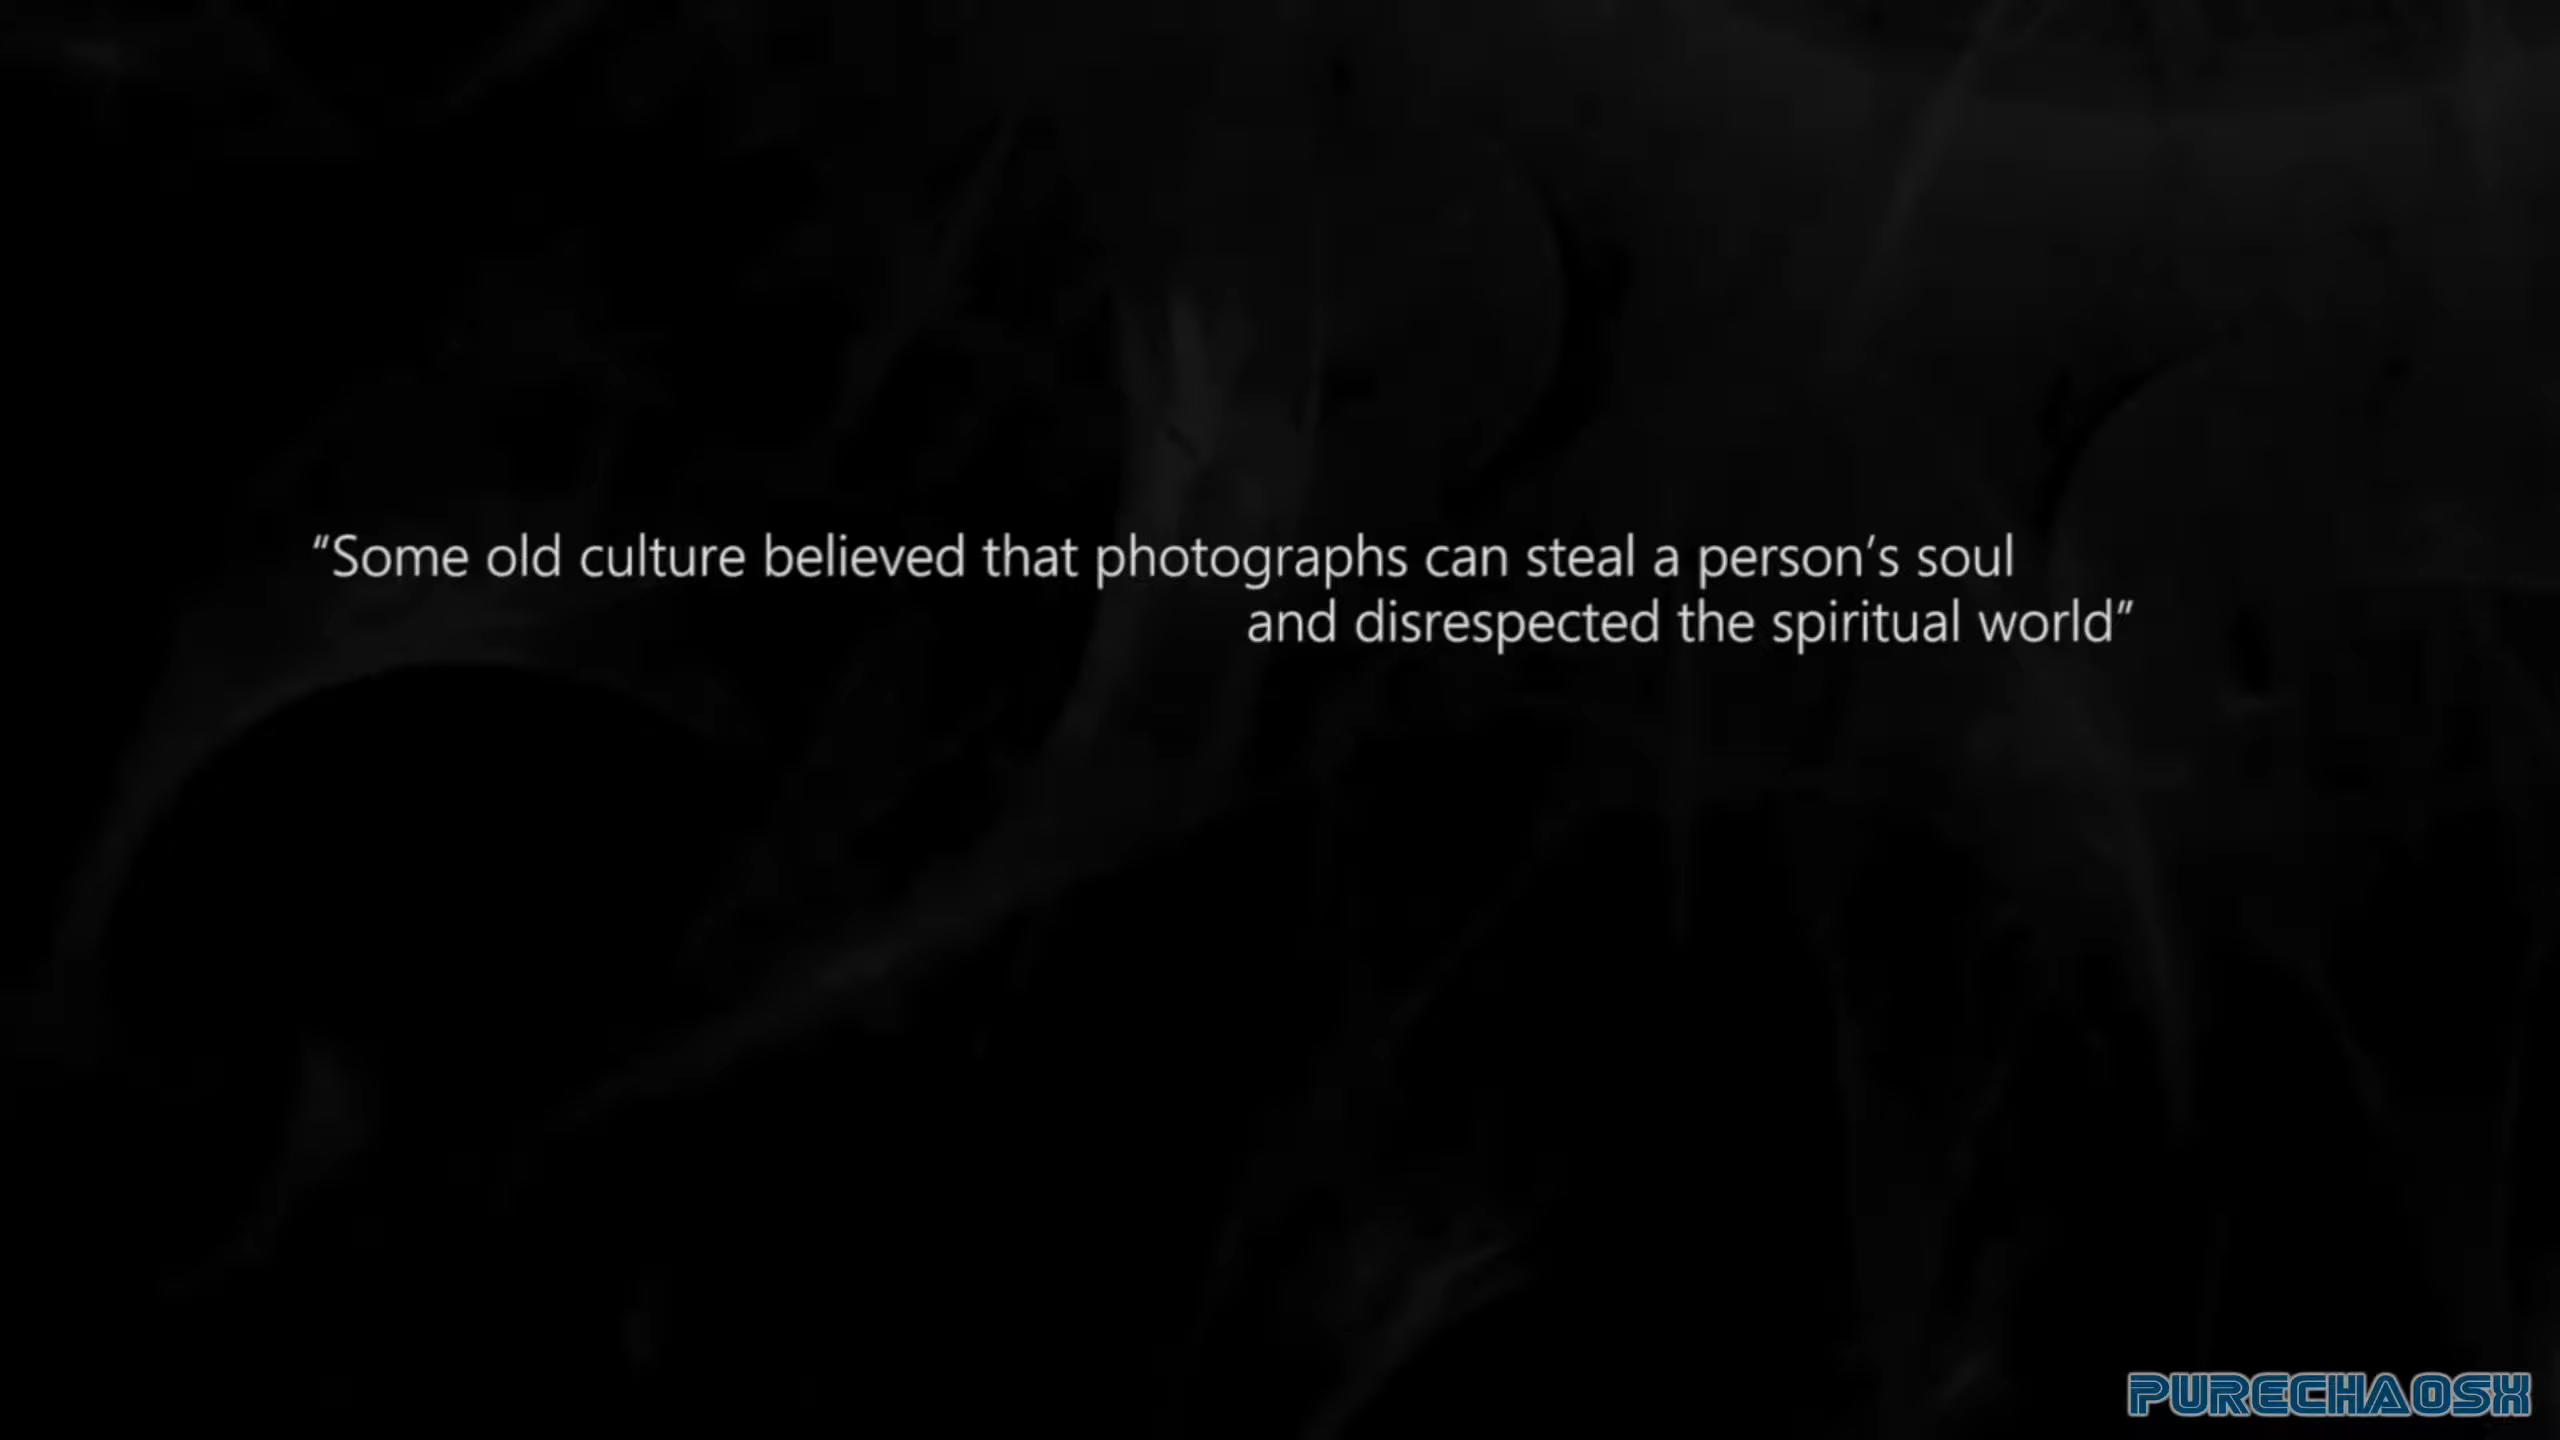 “Some old culture believed that photographs can steal a person’s soul
and disrespected the spiritual world”
PURECHAOSX